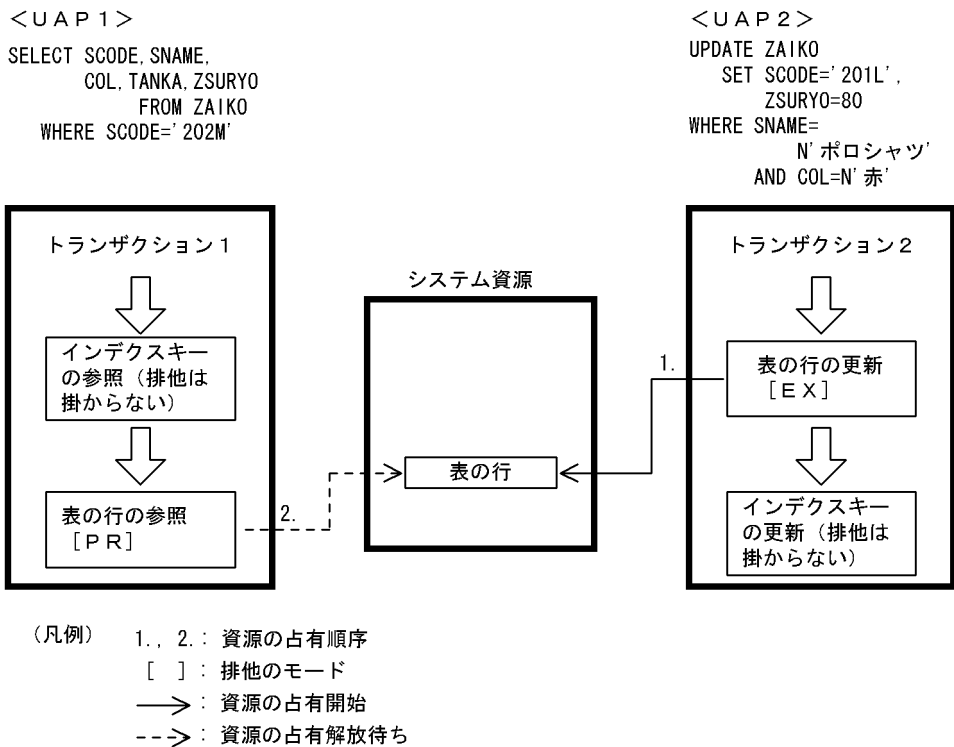 ＜ＵＡＰ１＞
SELECT SCODE,SNAME,
COL,TANKA,ZSURYO
FROM ZAIKO
WHERE SCODE='202M'
＜ＵＡＰ２＞
UPDATE ZAIKO
SET SCODE='201L',
ZSURYO=80
WHERE SNAME=
N'ポロシャツ'
AND COL=N'赤'
トランザクション１
インデクスキー
の参照（排他は
掛からない）
表の行の参照
［ＰＲ］
2.
システム資源
表の行
1.
トランザクション２
表の行の更新
［ＥＸ］
インデクスキー
の更新（排他は
掛からない）
（凡例）
1., 2.： 資源の占有順序
［ ］： 排他のモード
： 資源の占有開始
： 資源の占有解放待ち